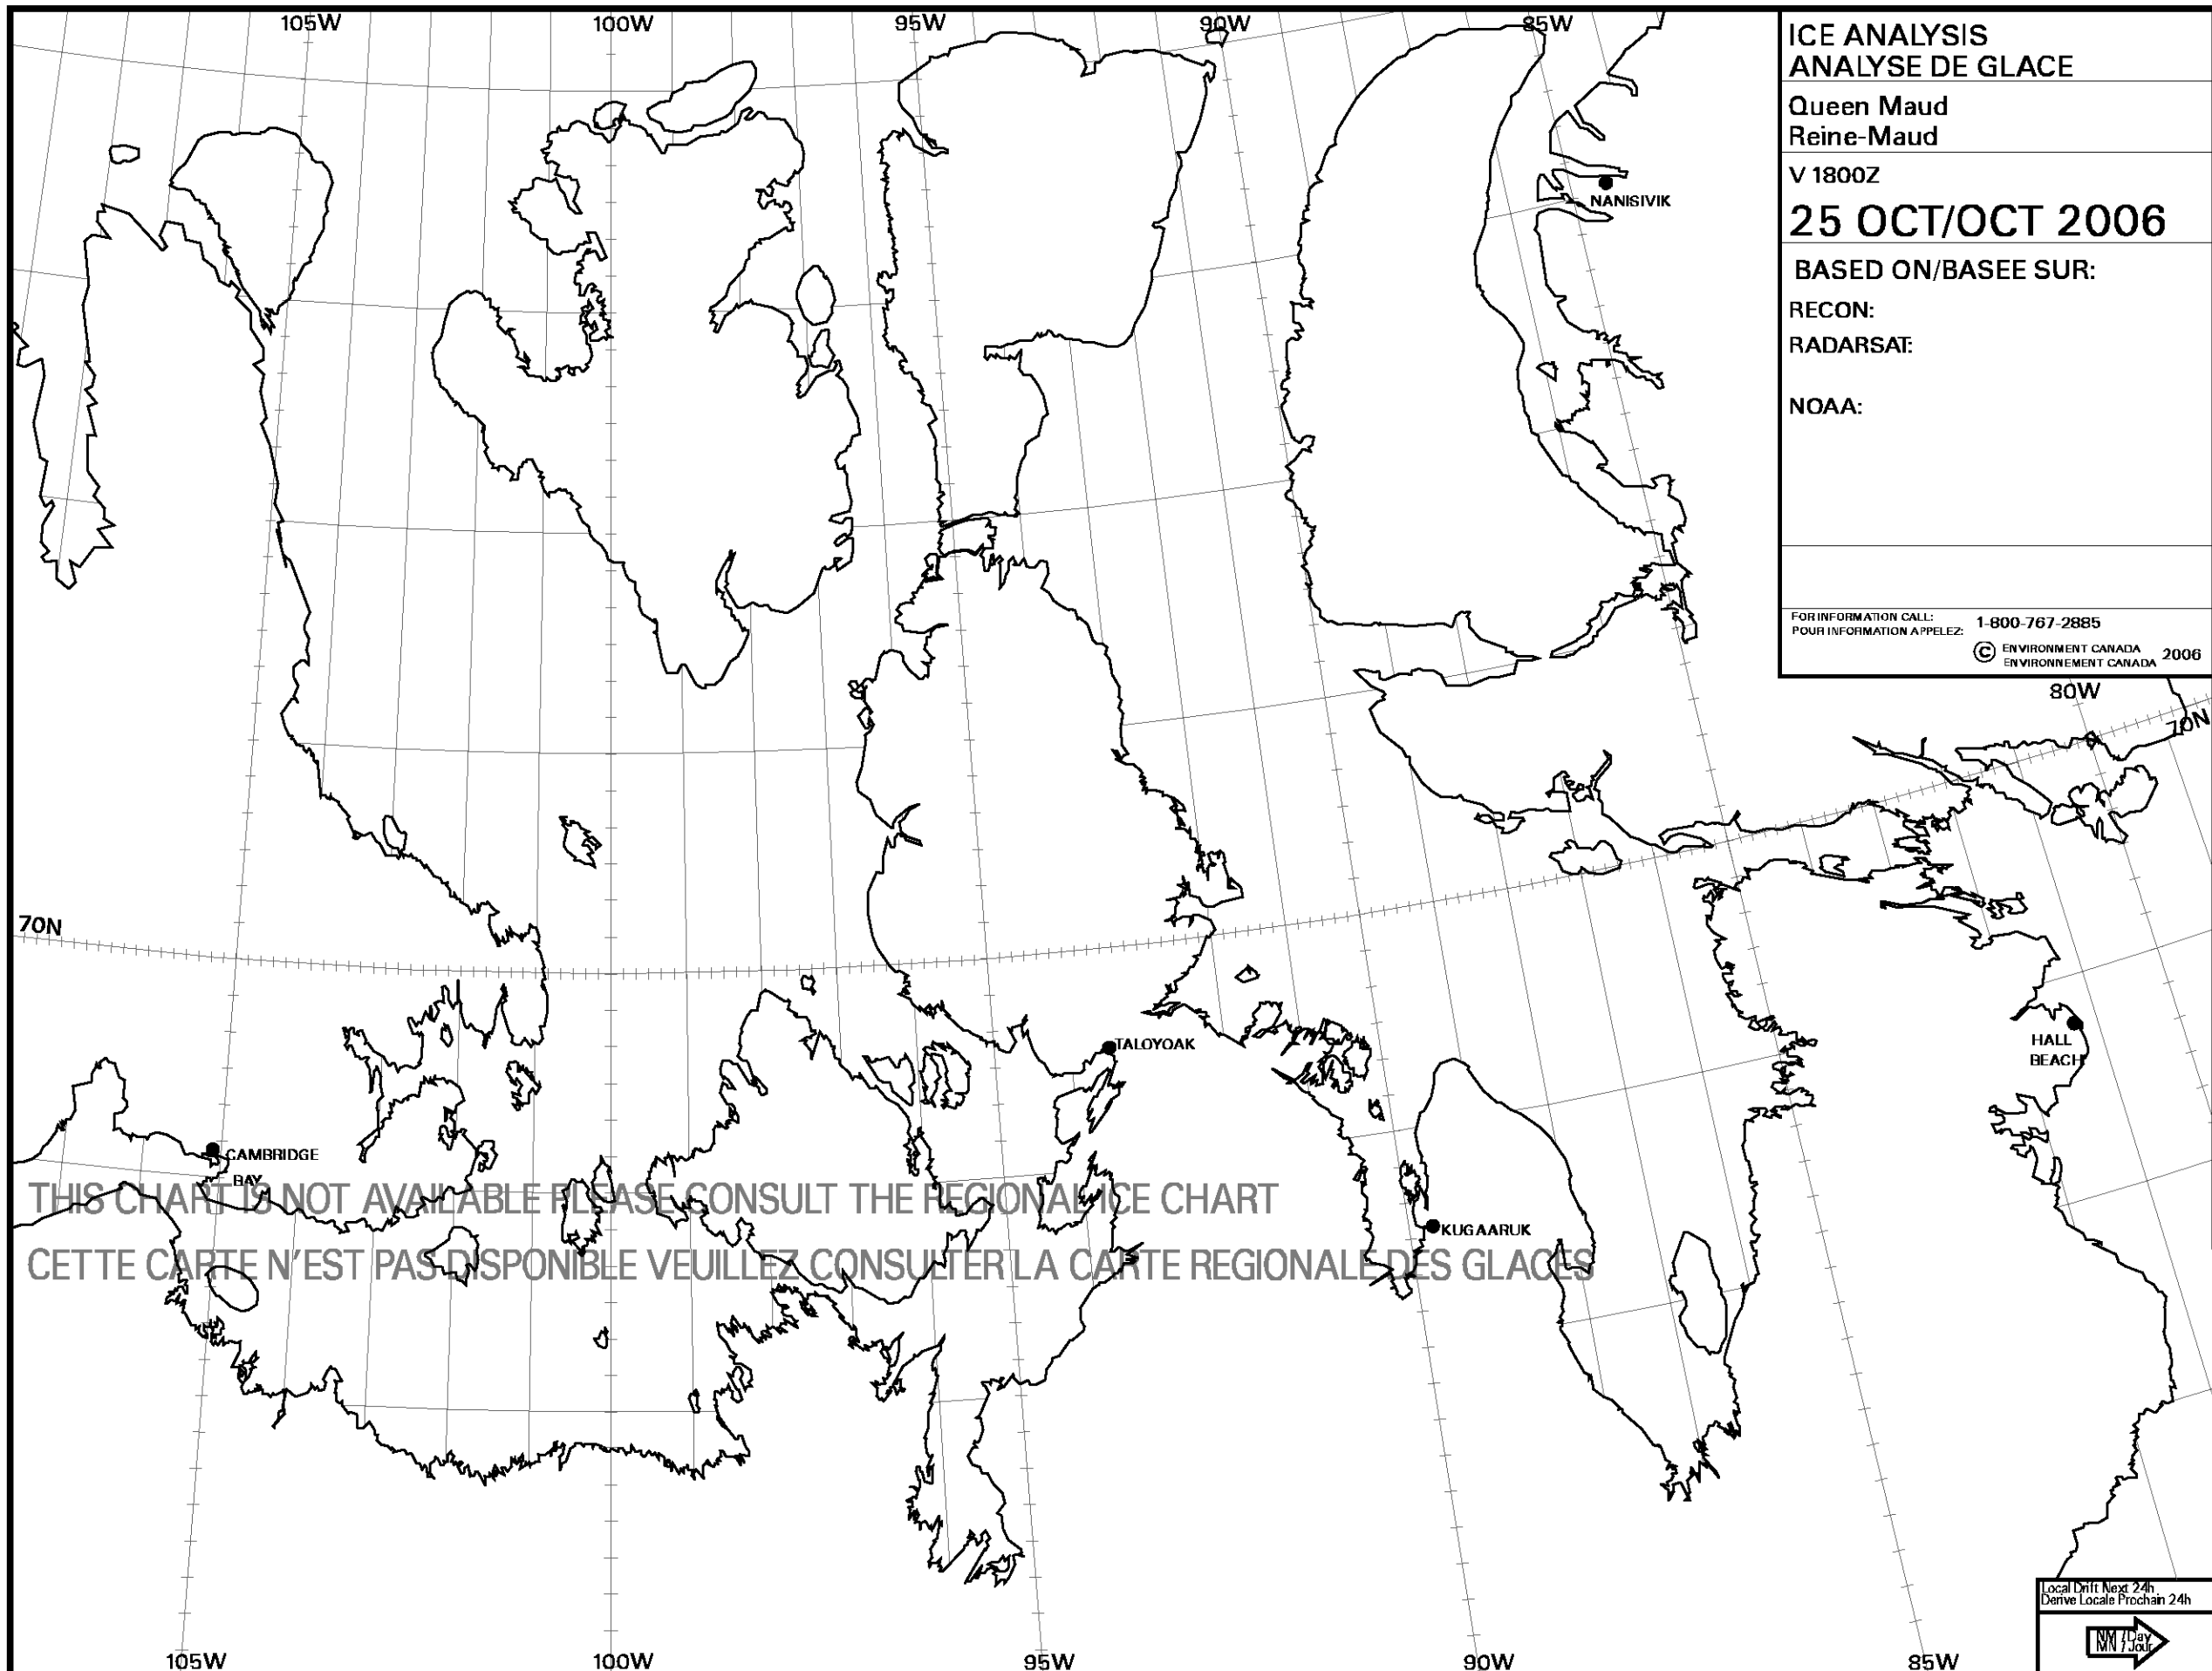 105W
100W
95W
90W
85W
ICE ANALYSIS
ANALYSE DE GLACE
Queen Maud
Reine-Maud
V 1800Z
25 OCT/OCT 2006
BASED ON/BASEE SUR:
RECON:
RADARSAT:
NOAA:
FOR INFORMATION CALL:
POUR INFORMATION APPELEZ:
1-800-767-2885
© ENVIRONMENT CANADA
ENVIRONNEMENT CANADA
2006
NANISIVIK
80W
70N
70N
HALL
BEACH
TALOYOAK
CAMBRIDGE
BAY
THIS CHART IS NOT AVAILABLE PLEASE CONSULT THE REGIONAL ICE CHART
KUGAARUK
CETTE CARTE N'EST PAS DISPONIBLE VEUILLEZ CONSULTER LA CARTE REGIONALE DES GLACES
Local Drift Next 24h
Derive Locale Prochain 24h
NM / Day
MN / Jour
105W
100W
95W
90W
85W